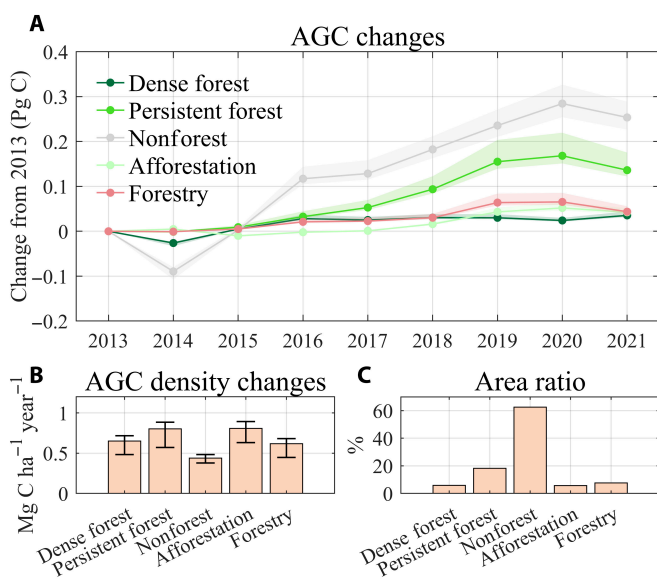 A
AGC changes
Change from 2013 (Pg C)
0.4
0.3
0.2
0.1
0
−0.1
−0.2
Dense forest
Persistent forest
Nonforest
Afforestation
Forestry
2013 2014 2015 2016 2017 2018 2019 2020 2021
B
AGC density changes
Mg C ha⁻¹ year⁻¹
1
0.5
0
Dense forest
Persistent forest
Nonforest
Afforestation
Forestry
C
Area ratio
%
60
40
20
0
Dense forest
Persistent forest
Nonforest
Afforestation
Forestry